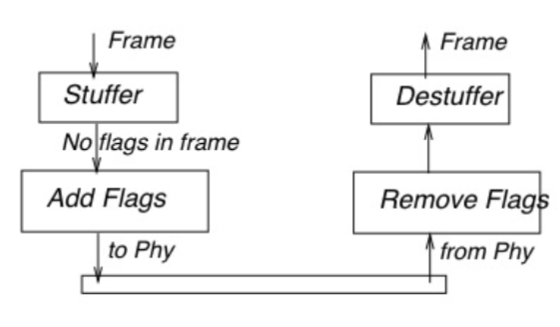 Frame
Stuffer
No flags in frame
Add Flags
to Phy
Frame
Destuffer
Remove Flags
from Phy